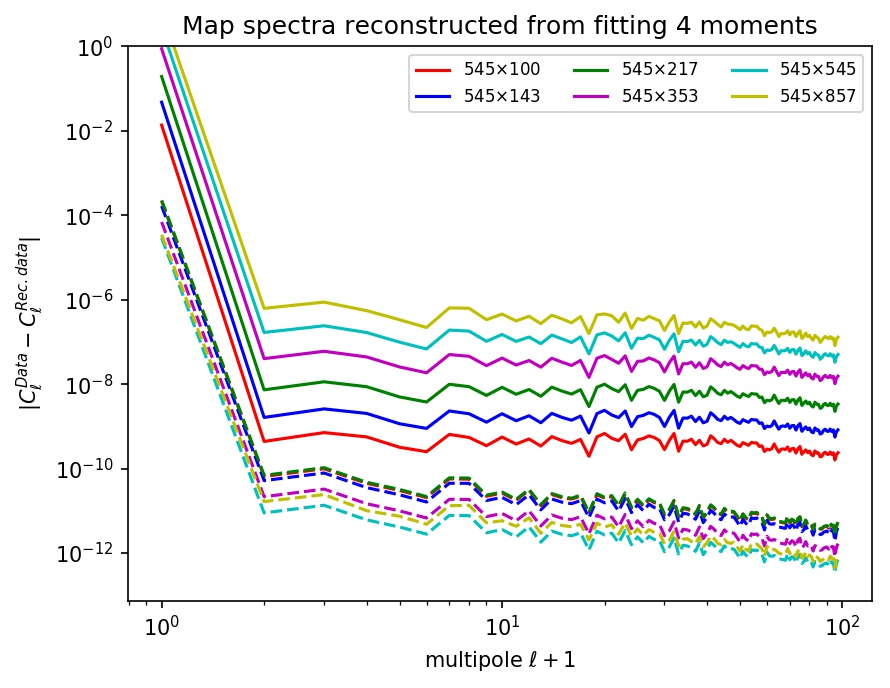 Map spectra reconstructed from fitting 4 moments
545×100 545×217 545×545
545×143 545×353 545×857
|C_ℓ^{Data} − C_ℓ^{Rec. data}|
10^0
10^{-2}
10^{-4}
10^{-6}
10^{-8}
10^{-10}
10^{-12}
10^0 10^1 10^2
multipole ℓ + 1